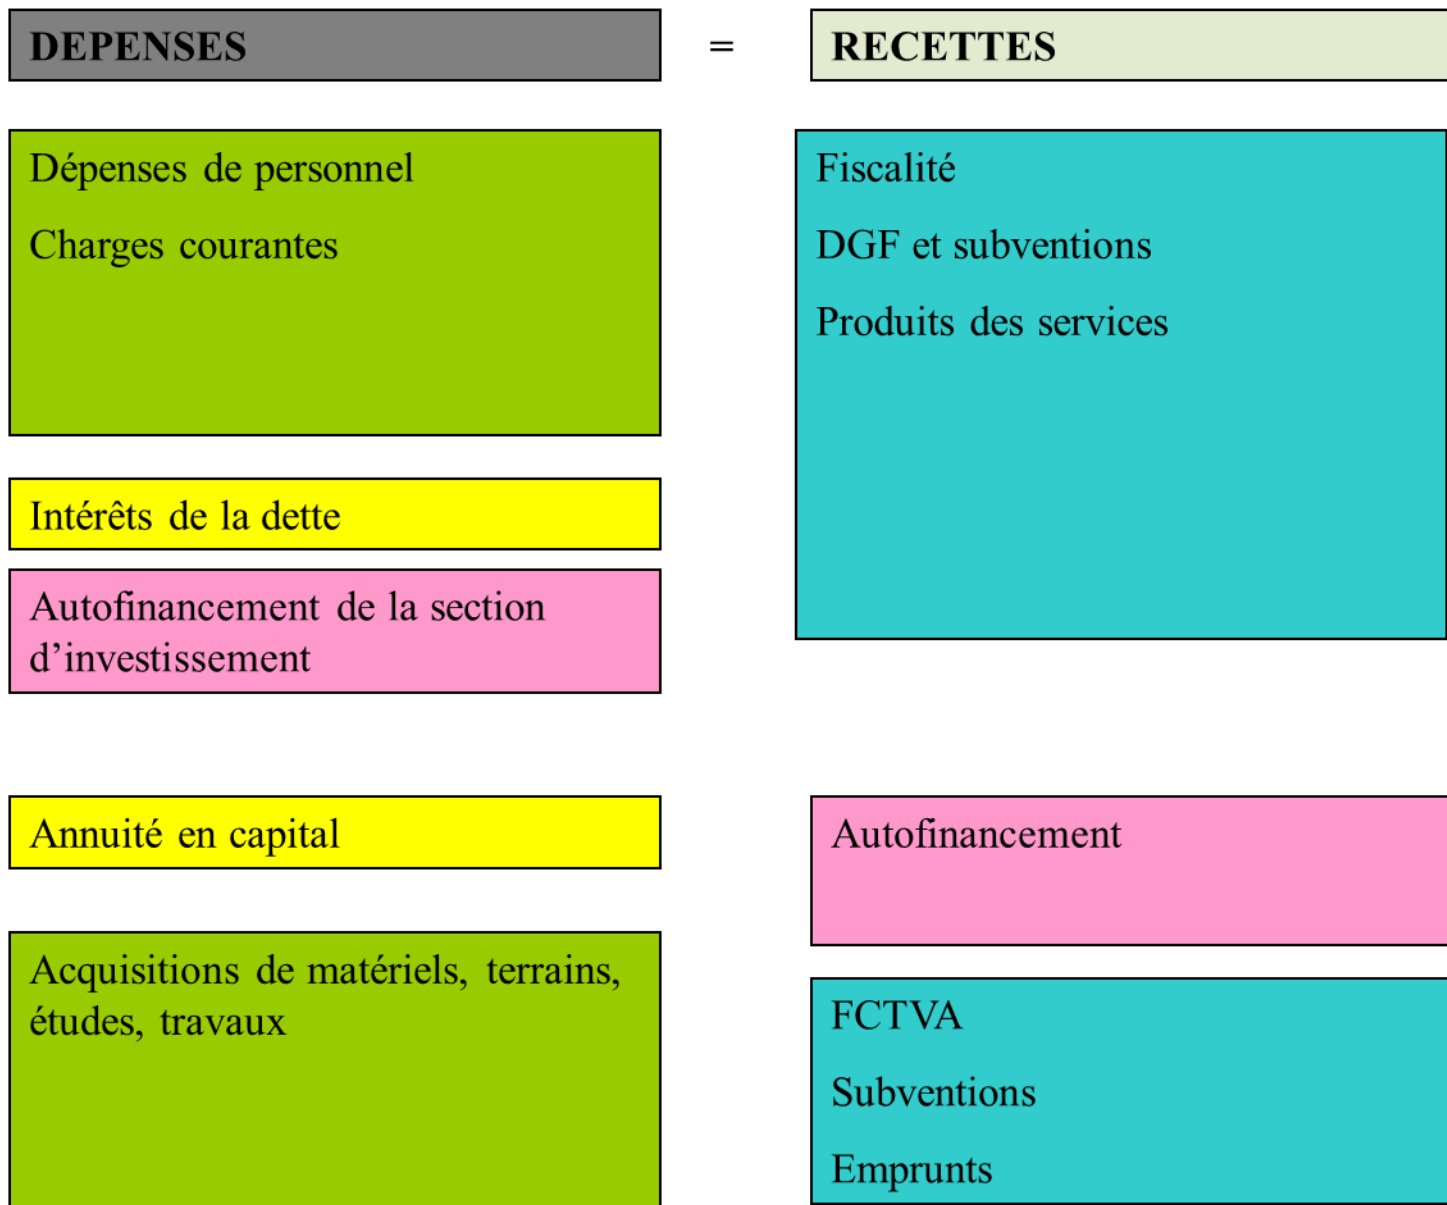 DEPENSES
=
RECETTES
Dépenses de personnel
Charges courantes
Fiscalité
DGF et subventions
Produits des services
Intérêts de la dette
Autofinancement de la section
d’investissement
Annuité en capital
Acquisitions de matériels, terrains,
études, travaux
Autofinancement
FCTVA
Subventions
Emprunts